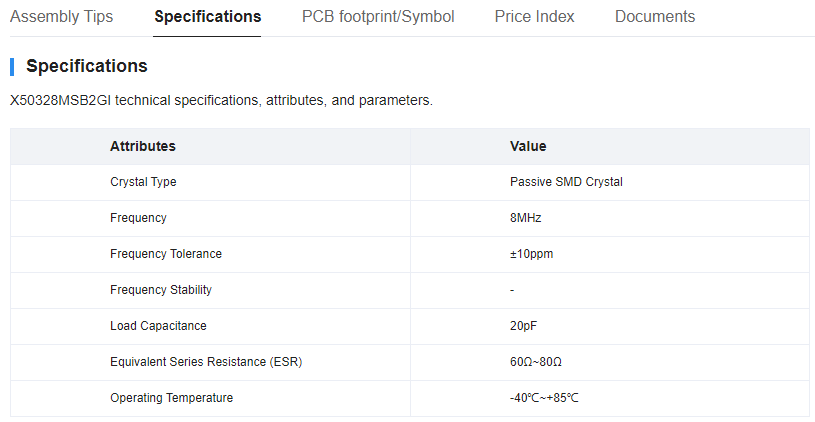 Assembly Tips Specifications PCB footprint/Symbol Price Index Documents
Specifications
X50328MSB2GI technical specifications, attributes, and parameters.
Attributes Value
Crystal Type Passive SMD Crystal
Frequency 8MHz
Frequency Tolerance ±10ppm
Frequency Stability -
Load Capacitance 20pF
Equivalent Series Resistance (ESR) 60Ω~80Ω
Operating Temperature -40℃~+85℃